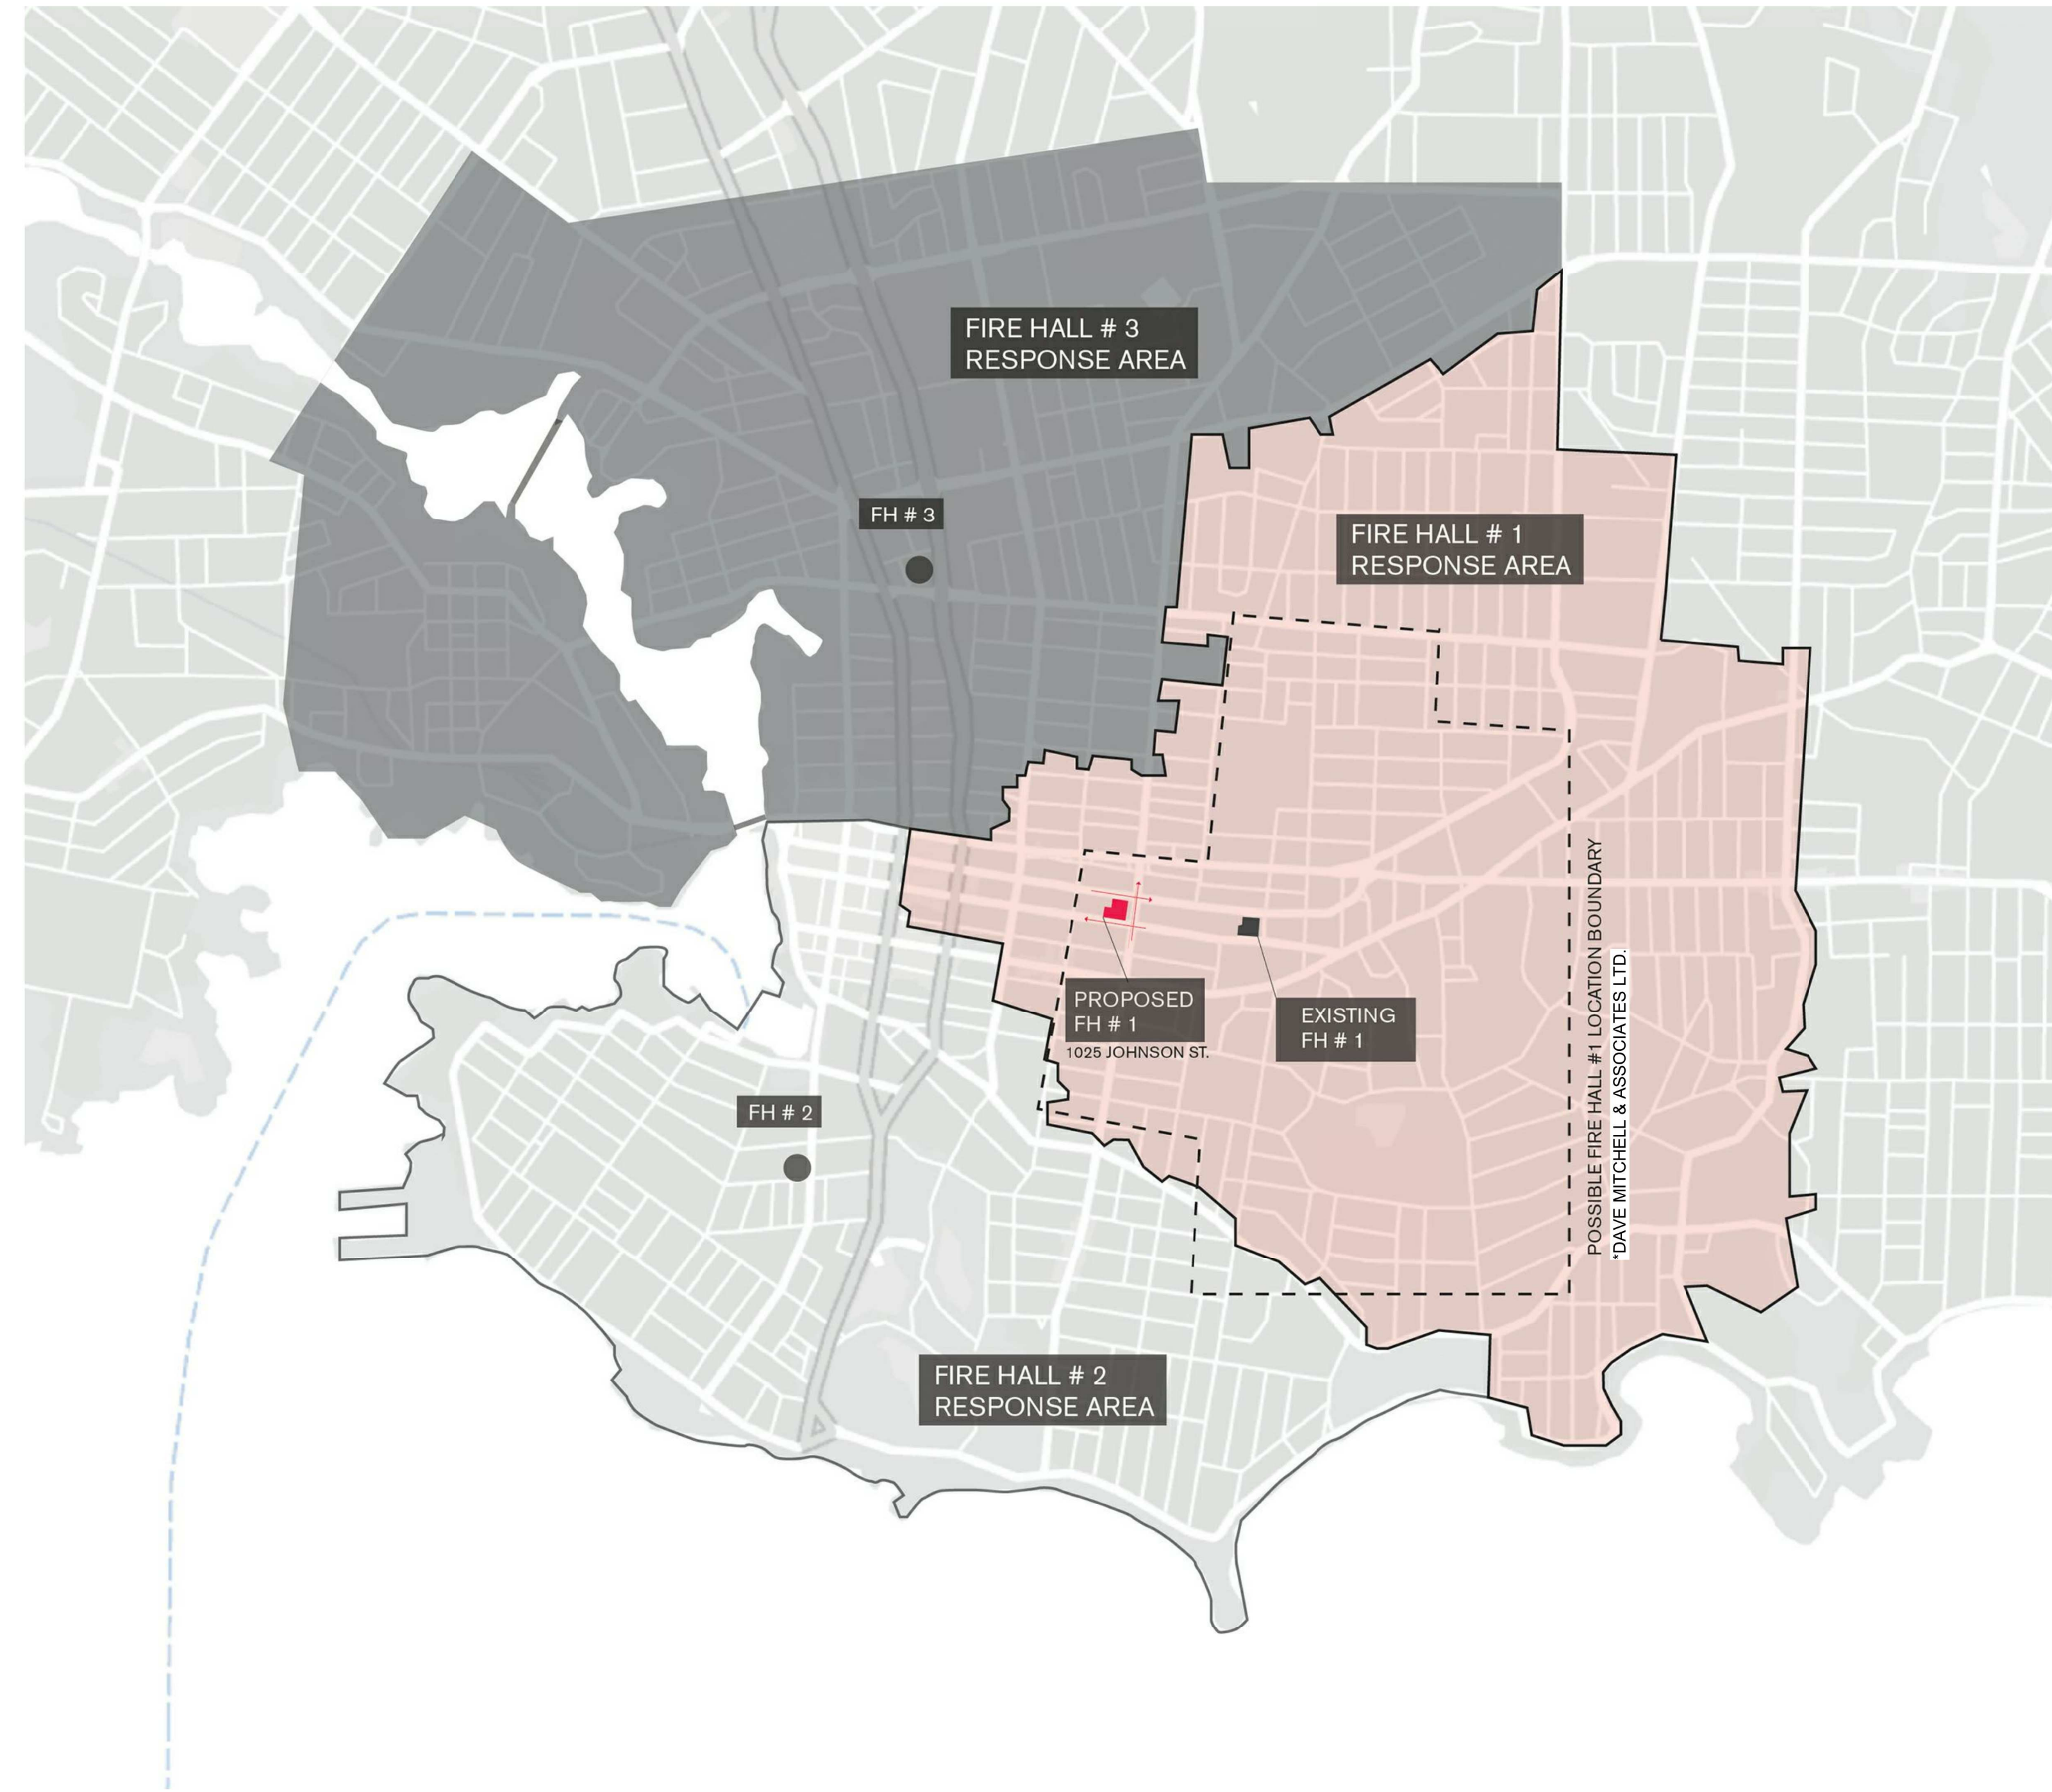 FIRE HALL # 3
RESPONSE AREA
FH # 3
FIRE HALL # 1
RESPONSE AREA
PROPOSED
FH # 1
1025 JOHNSON ST.
EXISTING
FH # 1
POSSIBLE FIRE HALL #1 LOCATION BOUNDARY
*DAVE MITCHELL & ASSOCIATES LTD.
FH # 2
FIRE HALL # 2
RESPONSE AREA